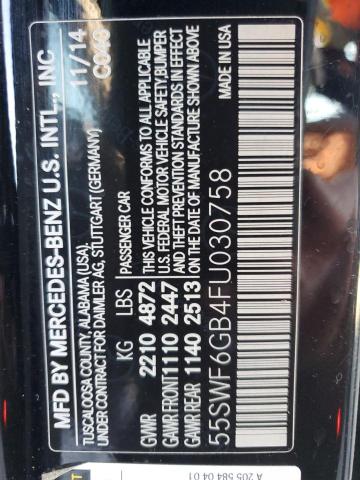 MFD BY MERCEDES-BENZ U.S. INTL., INC
TUSCALOOSA COUNTY, ALABAMA (USA),
UNDER CONTRACT FOR DAIMLER AG, STUTTGART (GERMANY)
11/14
C043
KG LBS PASSENGER CAR
GVWR 2210 4872 THIS VEHICLE CONFORMS TO ALL APPLICABLE
GAWR FRONT 1110 2447 U.S. FEDERAL MOTOR VEHICLE SAFETY, BUMPER
GAWR REAR 1140 2513 AND THEFT PREVENTION STANDARDS IN EFFECT
ON THE DATE OF MANUFACTURE SHOWN ABOVE.
55SWF6GB4FU030758
MADE IN USA
A 205 584 04 01